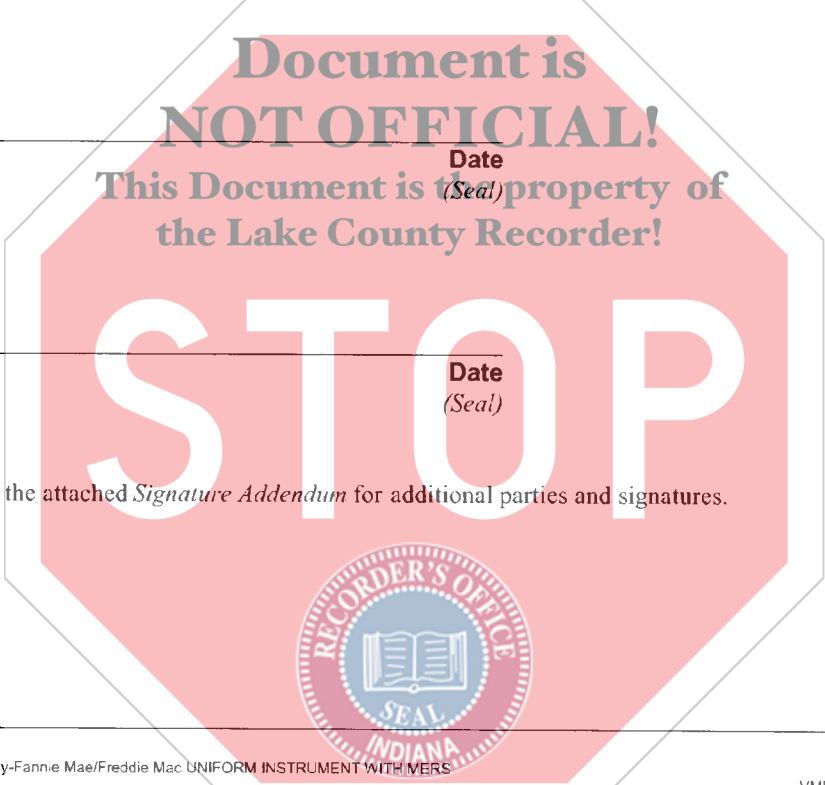 Document is
NOT OFFICIAL!
Date
This Document is the property of
(Seal)
the Lake County Recorder!
STOP
Date
(Seal)
the attached Signature Addendum for additional parties and signatures.
RECORDER'S OFFICE
SEAL
INDIANA
y-Fannie Mae/Freddie Mac UNIFORM INSTRUMENT WITH MERS